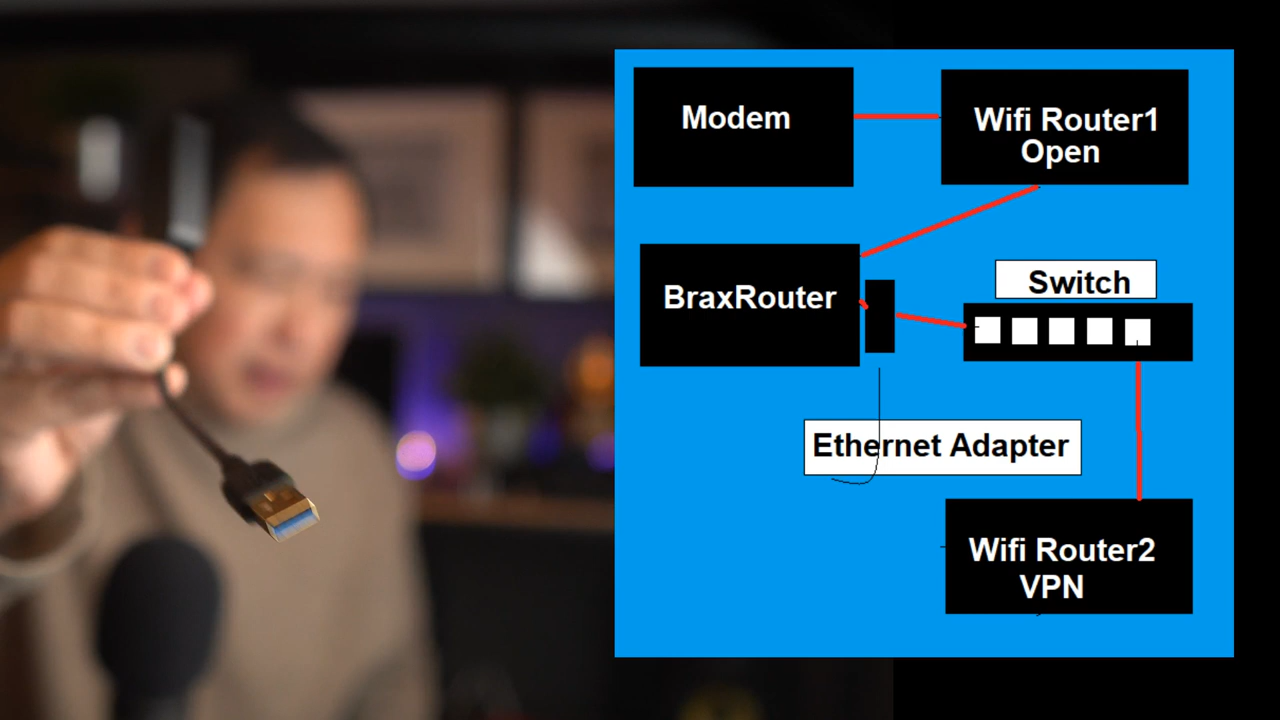 Modem
Wifi Router1
Open
BraxRouter
Switch
Ethernet Adapter
Wifi Router2
VPN